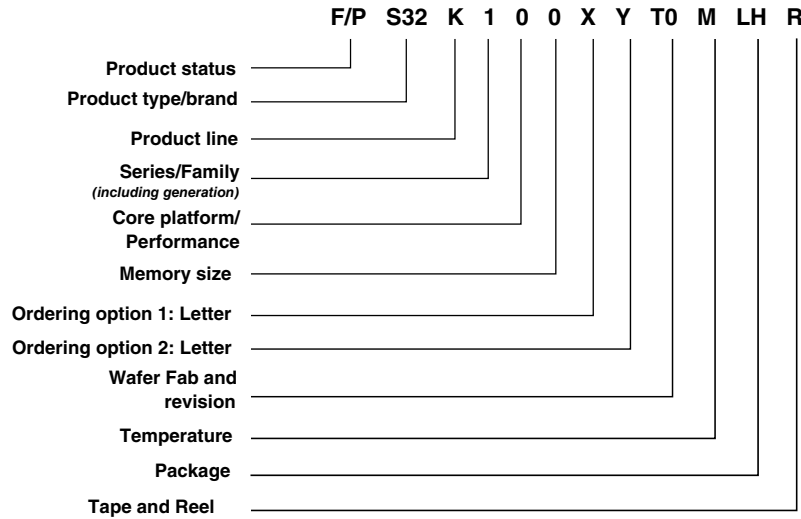 F/P S32 K 1 0 0 X Y T0 M LH R
Product status
Product type/brand
Product line
Series/Family
(including generation)
Core platform/
Performance
Memory size
Ordering option 1: Letter
Ordering option 2: Letter
Wafer Fab and
revision
Temperature
Package
Tape and Reel